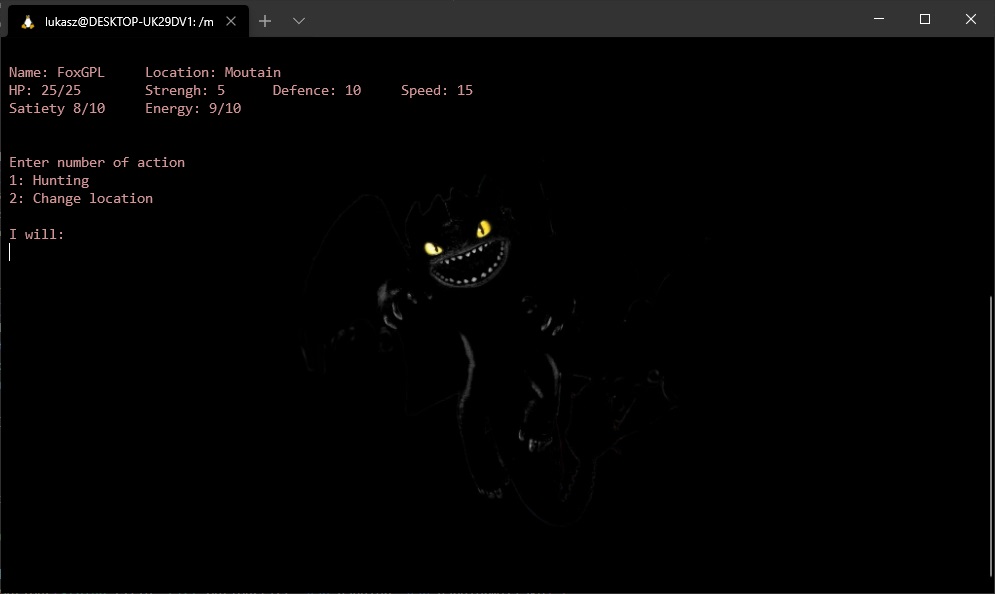 lukasz@DESKTOP-UK29DV1: /m
Name: FoxGPL Location: Moutain
HP: 25/25 Strengh: 5 Defence: 10 Speed: 15
Satiety 8/10 Energy: 9/10
Enter number of action
1: Hunting
2: Change location
I will: